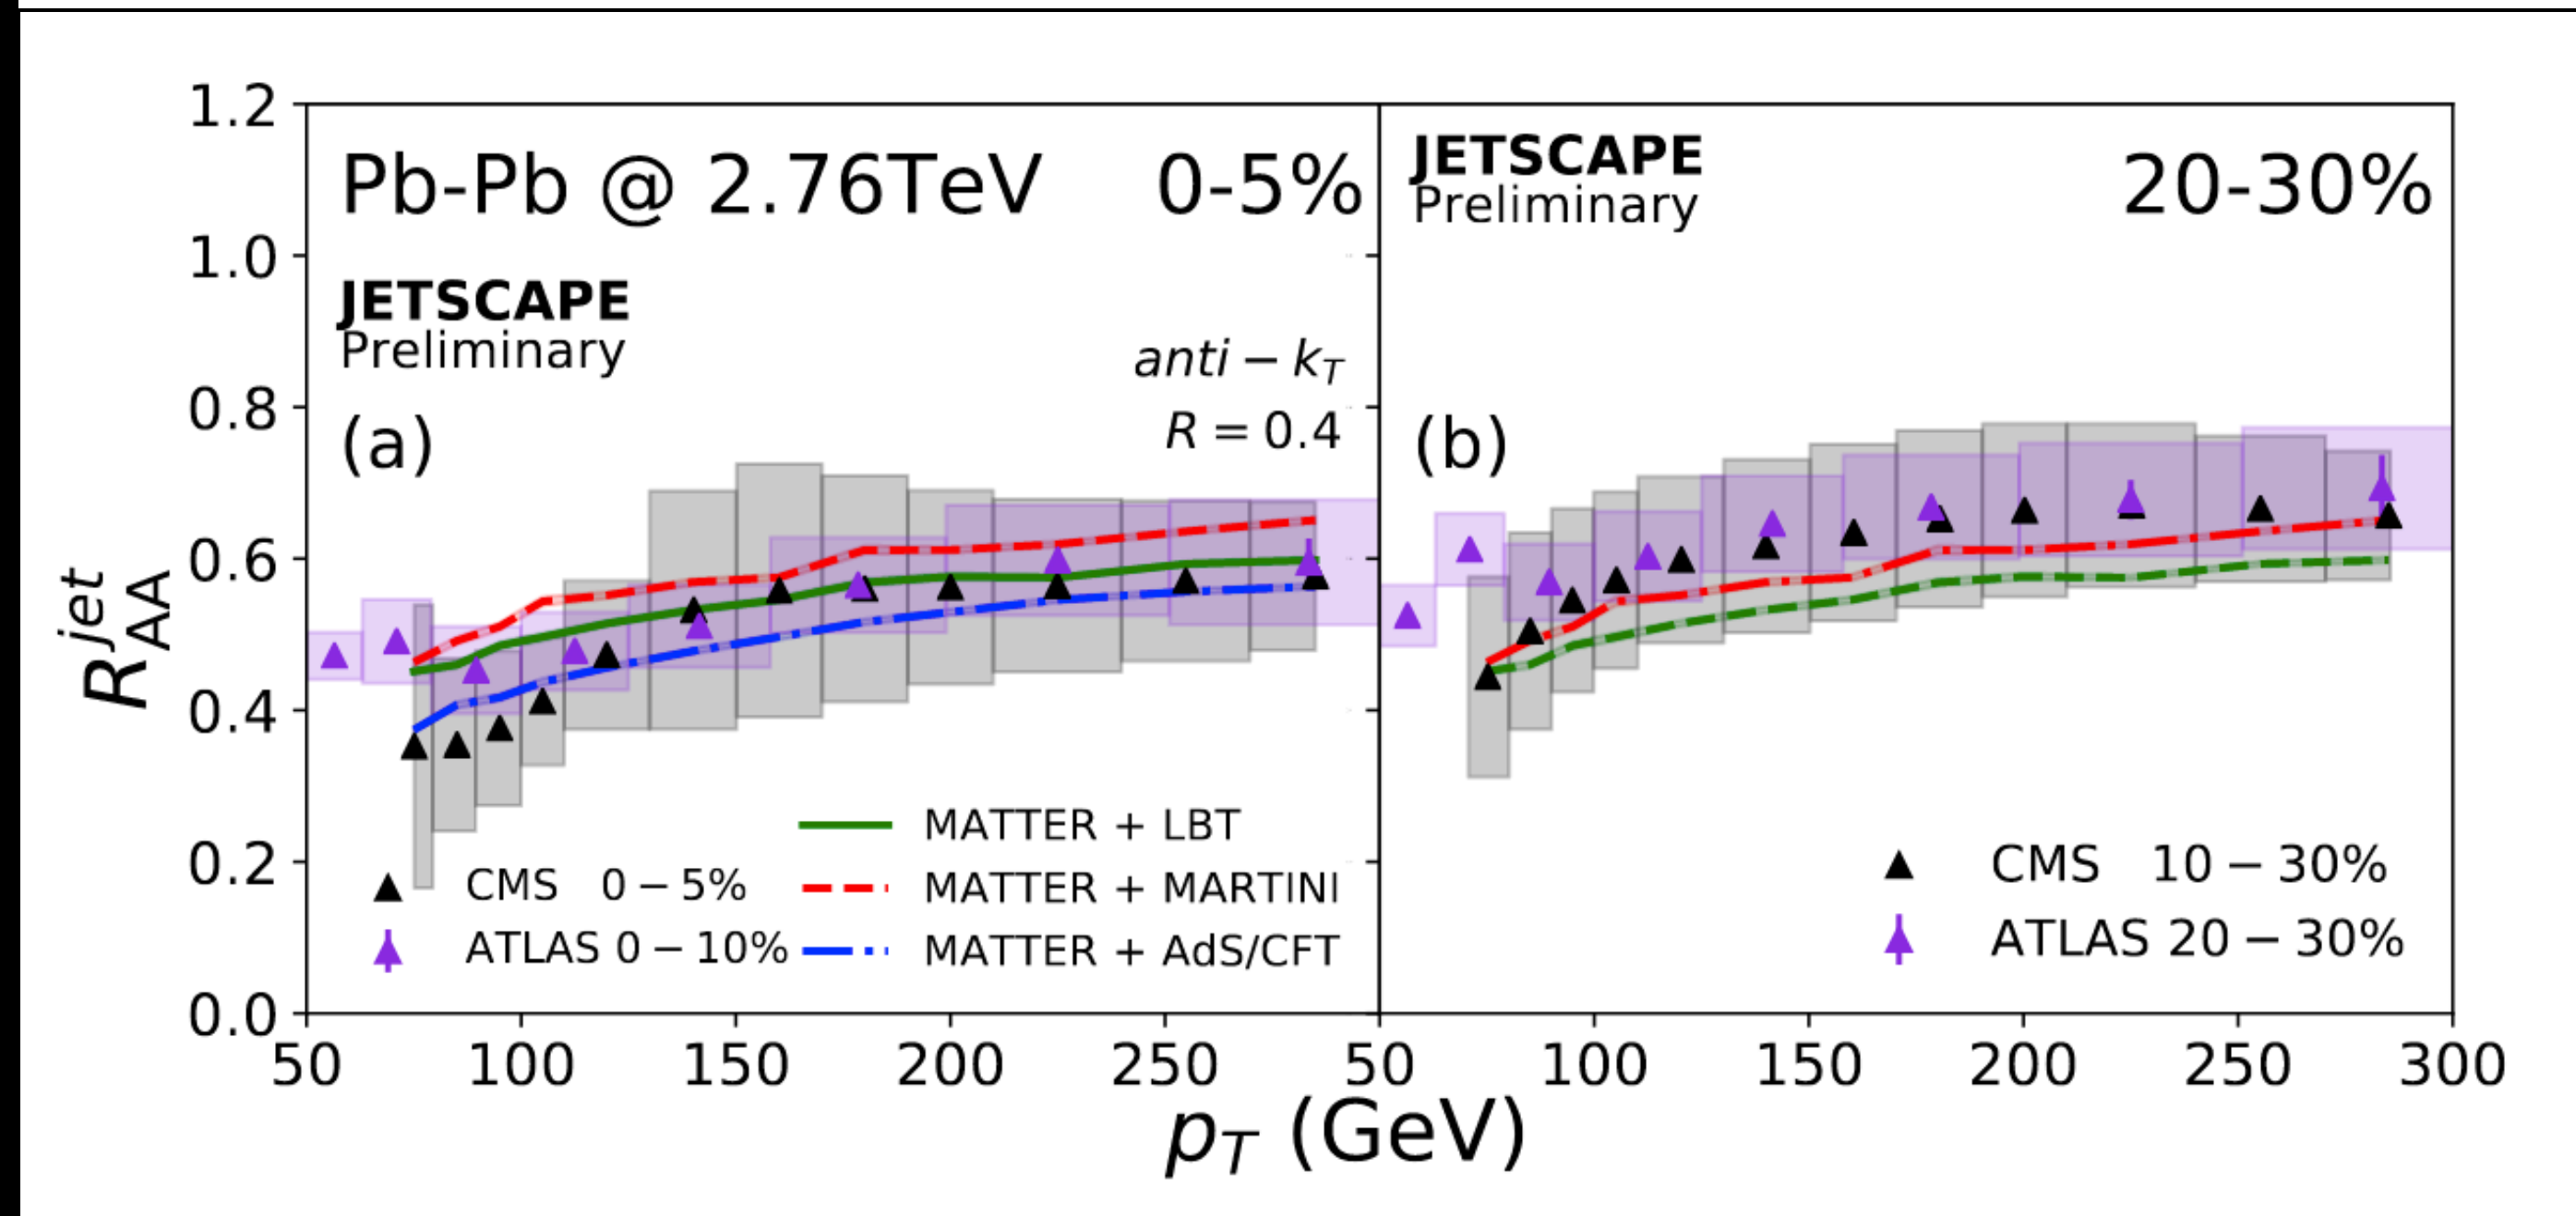 Pb-Pb @ 2.76TeV 0-5%
JETSCAPE
Preliminary
anti − k_T
R = 0.4
(a)
1.2
1.0
0.8
0.6
0.4
0.2
0.0
R_AA^jet
CMS 0 − 5%
ATLAS 0 − 10%
MATTER + LBT
MATTER + MARTINI
MATTER + AdS/CFT
50 100 150 200 250
JETSCAPE
Preliminary
20-30%
(b)
CMS 10 − 30%
ATLAS 20 − 30%
50 100 150 200 250 300
p_T (GeV)